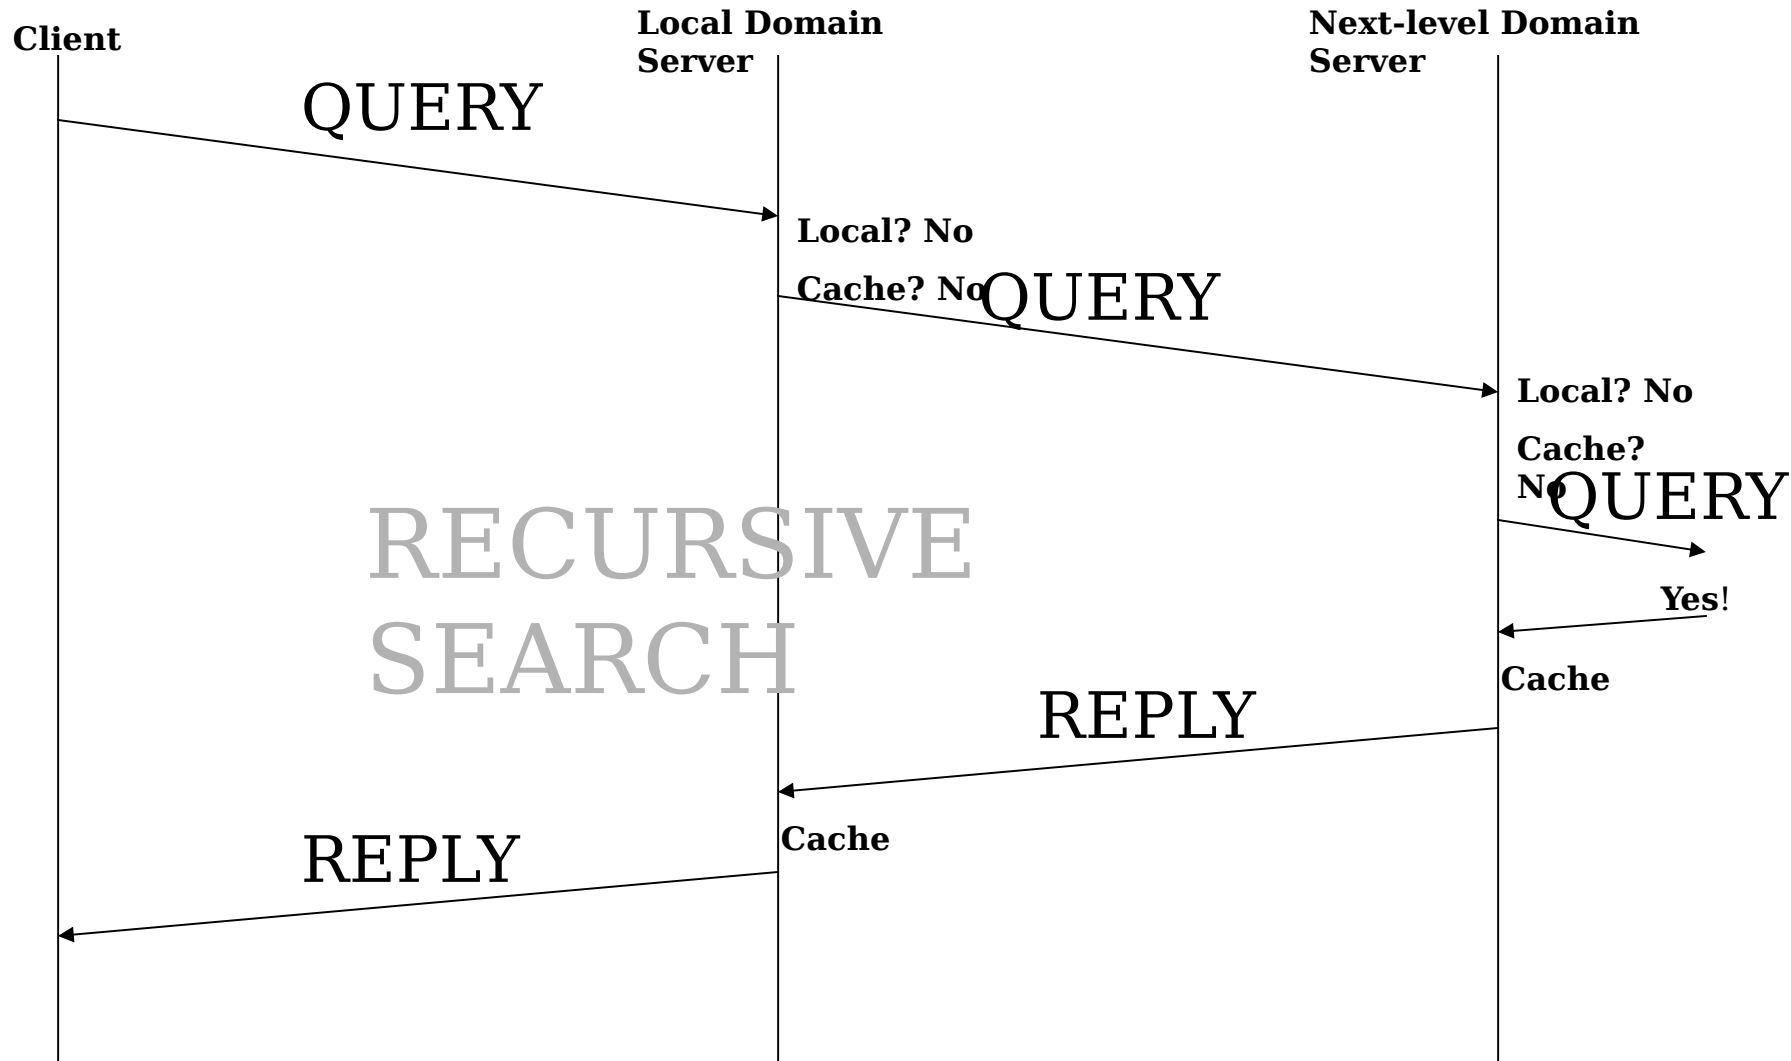 Client
Local Domain
Server
Next-level Domain
Server
QUERY
Local? No
Cache? No
QUERY
Local? No
Cache?
No
QUERY
RECURSIVE
SEARCH
Yes!
Cache
REPLY
Cache
REPLY